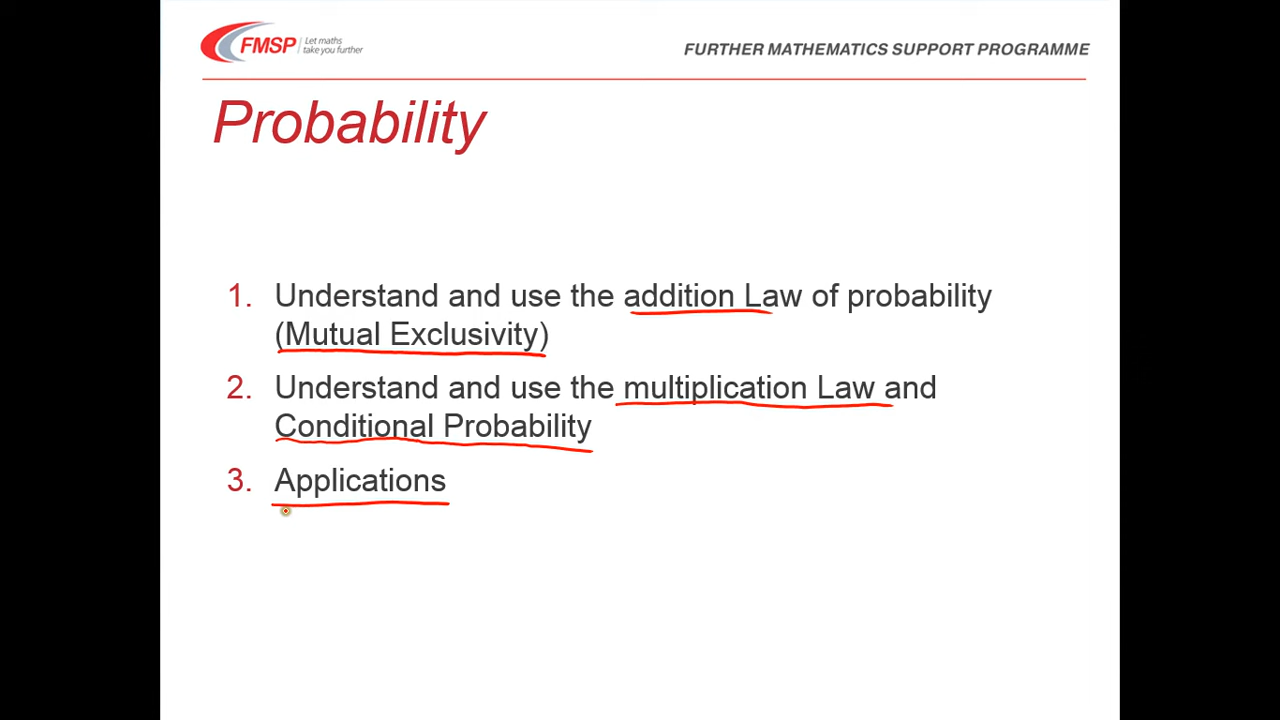 FMSP
Let maths
take you further
FURTHER MATHEMATICS SUPPORT PROGRAMME
Probability
1. Understand and use the addition Law of probability
(Mutual Exclusivity)
2. Understand and use the multiplication Law and
Conditional Probability
3. Applications